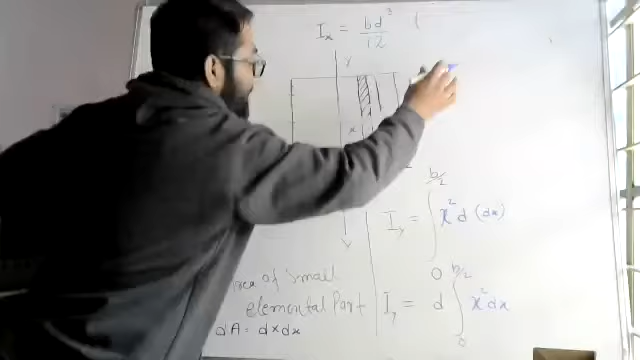 Ix = bd³/12
Y
x
Iy = ∫₀^(b/2) x² d (dx)
Y
of Small
elemental Part
dA = d×dx
Iy = d ∫₀^(b/2) x² dx